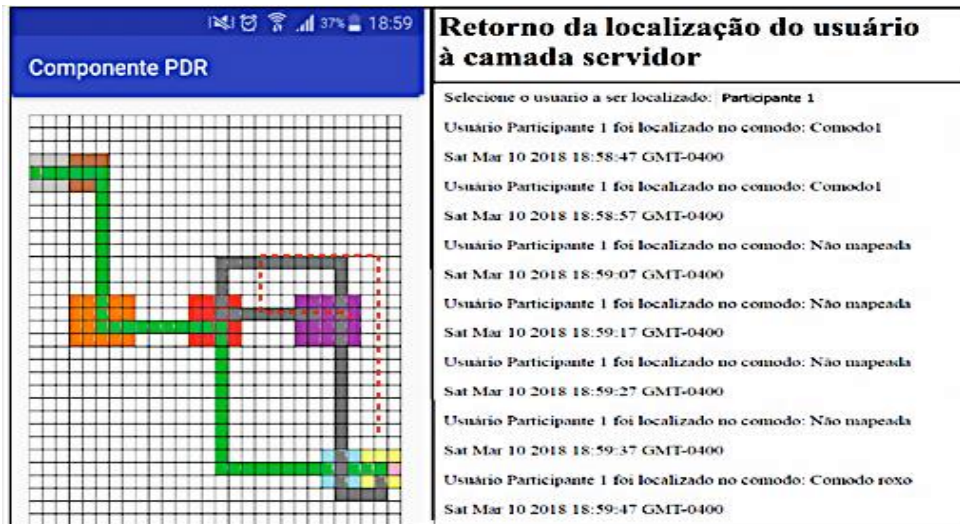 37% 18:59
Componente PDR
Retorno da localização do usuário
à camada servidor
Selecione o usuario a ser localizado: Participante 1
Usuário Participante 1 foi localizado no comodo: Comodo1
Sat Mar 10 2018 18:58:47 GMT-0400
Usuário Participante 1 foi localizado no comodo: Comodo1
Sat Mar 10 2018 18:58:57 GMT-0400
Usuário Participante 1 foi localizado no comodo: Não mapeada
Sat Mar 10 2018 18:59:07 GMT-0400
Usuário Participante 1 foi localizado no comodo: Não mapeada
Sat Mar 10 2018 18:59:17 GMT-0400
Usuário Participante 1 foi localizado no comodo: Não mapeada
Sat Mar 10 2018 18:59:27 GMT-0400
Usuário Participante 1 foi localizado no comodo: Não mapeada
Sat Mar 10 2018 18:59:37 GMT-0400
Usuário Participante 1 foi localizado no comodo: Comodo roxo
Sat Mar 10 2018 18:59:47 GMT-0400